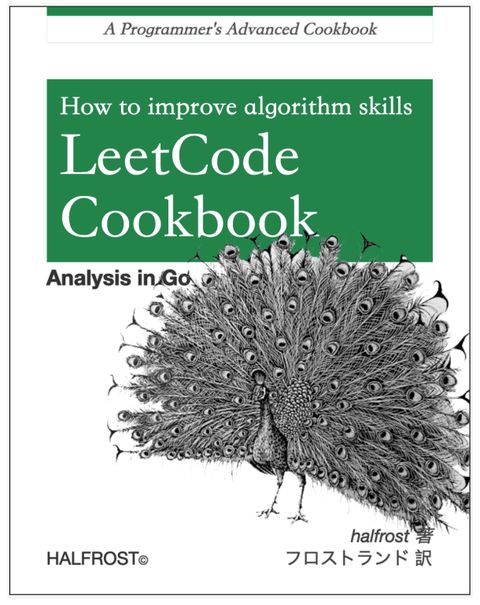 A Programmer's Advanced Cookbook
How to improve algorithm skills
LeetCode
Cookbook
Analysis in Go
halfrost 著
HALFROST© フロストランド 訳